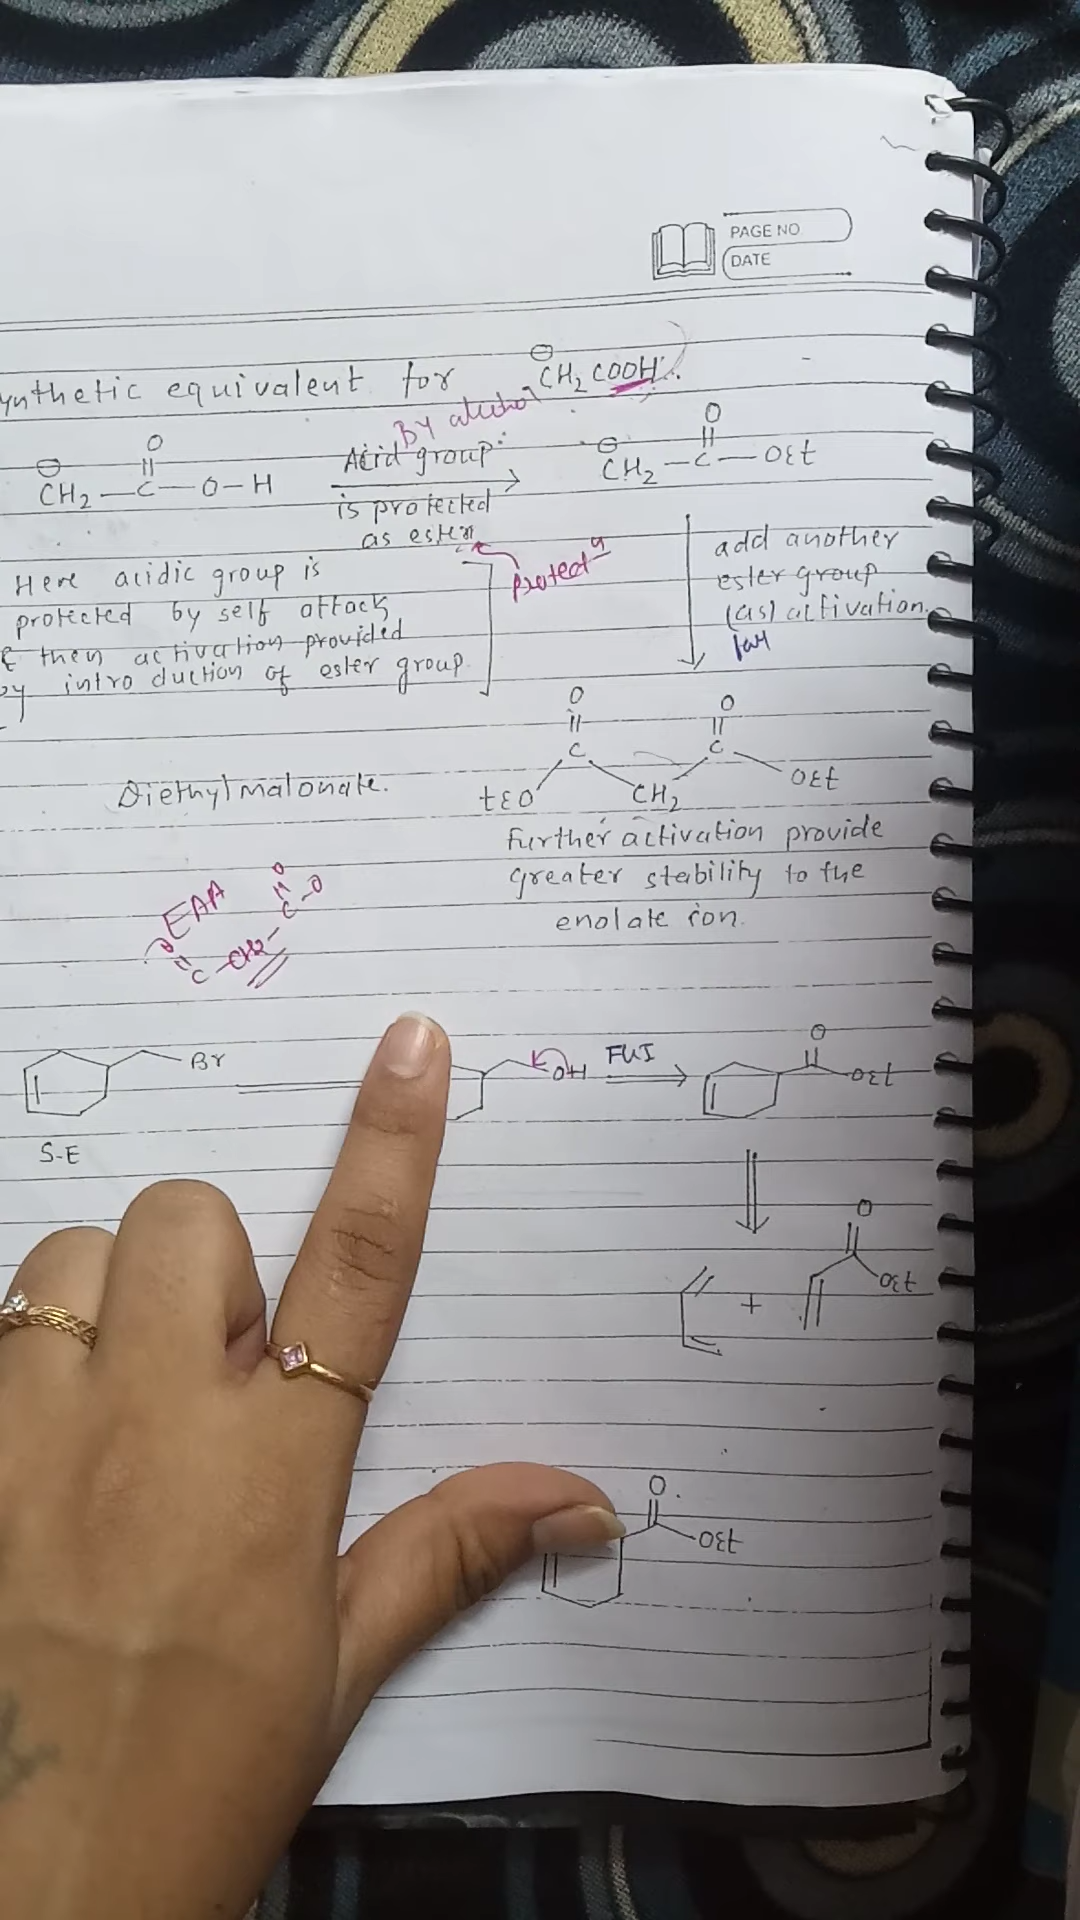 PAGE NO
DATE
ynthetic equivalent for ⊖CH2COOH.
By alcohol
⊖CH2—C(=O)—O—H
Acid group
is protected
as ester
⊖CH2—C(=O)—OEt
Here acidic group is
protected by self attack
& then activation provided
by introduction of ester group
protect
add another
ester group
(as) activation
Diethylmalonate.
O
O
tEO C CH2 C OEt
Further activation provide
greater stability to the
enolate ion.
EAA
O
C—CH2—C—O
O
Br
S-E
OH
FGI
O
OEt
O
+
OEt
O.
OEt